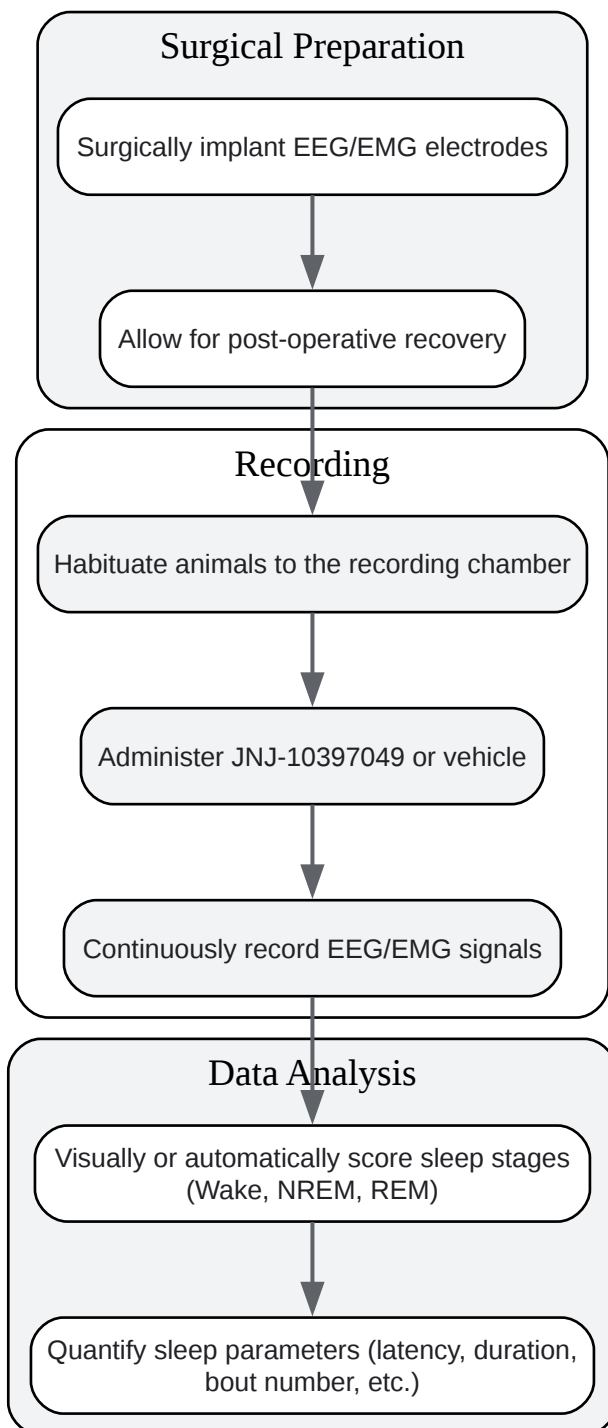 Surgical Preparation
Surgically implant EEG/EMG electrodes
Allow for post-operative recovery
Recording
Habituate animals to the recording chamber
Administer JNJ-10397049 or vehicle
Continuously record EEG/EMG signals
Data Analysis
Visually or automatically score sleep stages
(Wake, NREM, REM)
Quantify sleep parameters (latency, duration,
bout number, etc.)